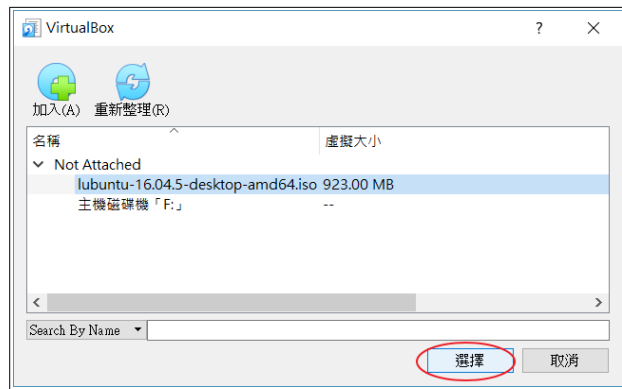 VirtualBox
? ×
加入(A) 重新整理(R)
名稱 虛擬大小
Not Attached
lubuntu-16.04.5-desktop-amd64.iso 923.00 MB
主機磁碟機「F:」 --
Search By Name
選擇 取消